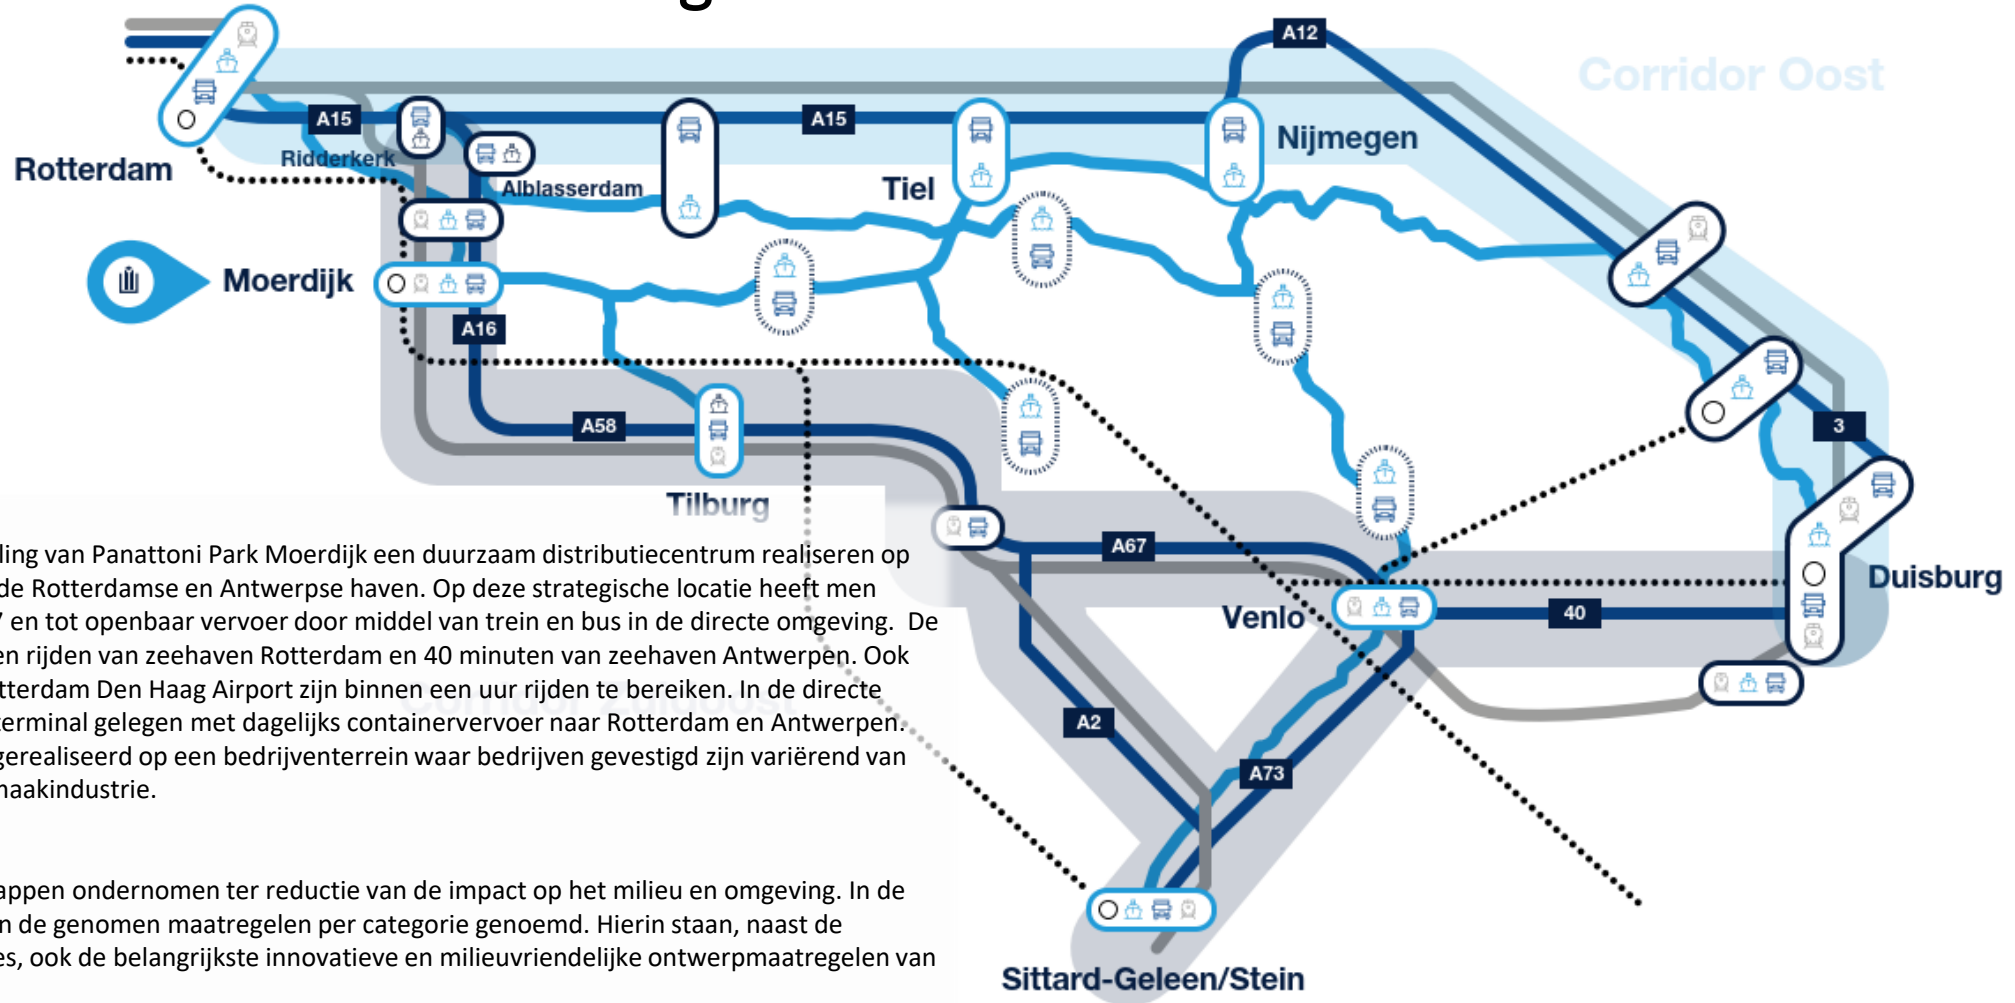 g
A12
Corridor Oost
A15
A15
Ridderkerk
Nijmegen
Rotterdam
Alblasserdam
Tiel
Moerdijk
A16
A58
3
Tilburg
A67
Duisburg
Venlo
40
ling van Panattoni Park Moerdijk een duurzaam distributiecentrum realiseren op
de Rotterdamse en Antwerpse haven. Op deze strategische locatie heeft men
7 en tot openbaar vervoer door middel van trein en bus in de directe omgeving. De
en rijden van zeehaven Rotterdam en 40 minuten van zeehaven Antwerpen. Ook
tterdam Den Haag Airport zijn binnen een uur rijden te bereiken. In de directe
Corridor Zuidoost
terminal gelegen met dagelijks containervervoer naar Rotterdam en Antwerpen.
gerealiseerd op een bedrijventerrein waar bedrijven gevestigd zijn variërend van
maakindustrie.
A2
A73
appen ondernomen ter reductie van de impact op het milieu en omgeving. In de
n de genomen maatregelen per categorie genoemd. Hierin staan, naast de
es, ook de belangrijkste innovatieve en milieuvriendelijke ontwerpmaatregelen van
Sittard-Geleen/Stein